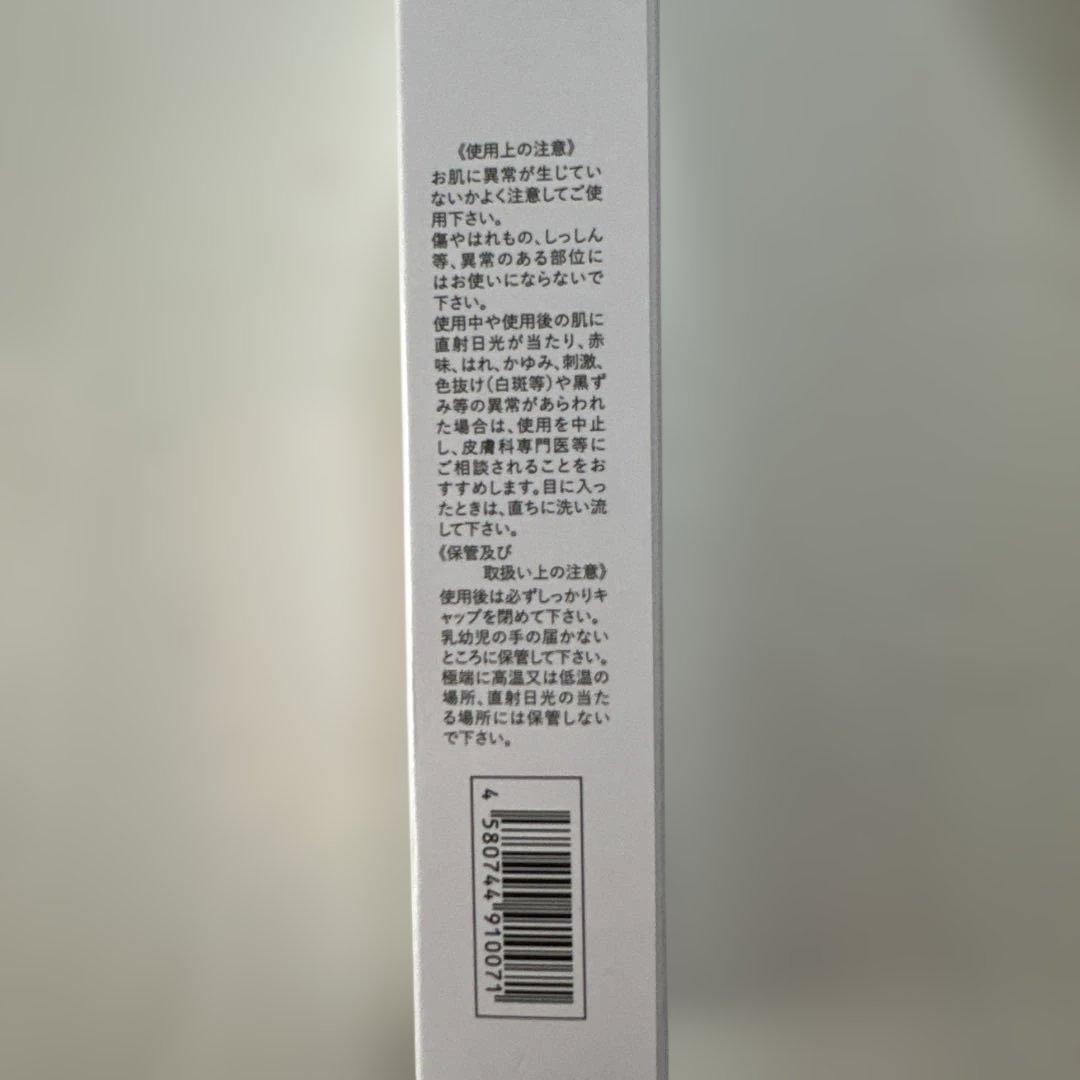 《使用上の注意》
お肌に異常が生じてい
ないかよく注意してご使
用下さい。
傷やはれもの、しっしん
等、異常のある部位に
はお使いにならないで
下さい。
使用中や使用後の肌に
直射日光が当たり、赤
味、はれ、かゆみ、刺激、
色抜け(白斑等)や黒ず
み等の異常があらわれ
た場合は、使用を中止
し、皮膚科専門医等に
ご相談されることをお
すすめします。目に入っ
たときは、直ちに洗い流
して下さい。
《保管及び
取扱い上の注意》
使用後は必ずしっかりキ
ャップを閉めて下さい。
乳幼児の手の届かない
ところに保管して下さい。
極端に高温又は低温の
場所、直射日光の当た
る場所には保管しない
で下さい。
4 580744 910071